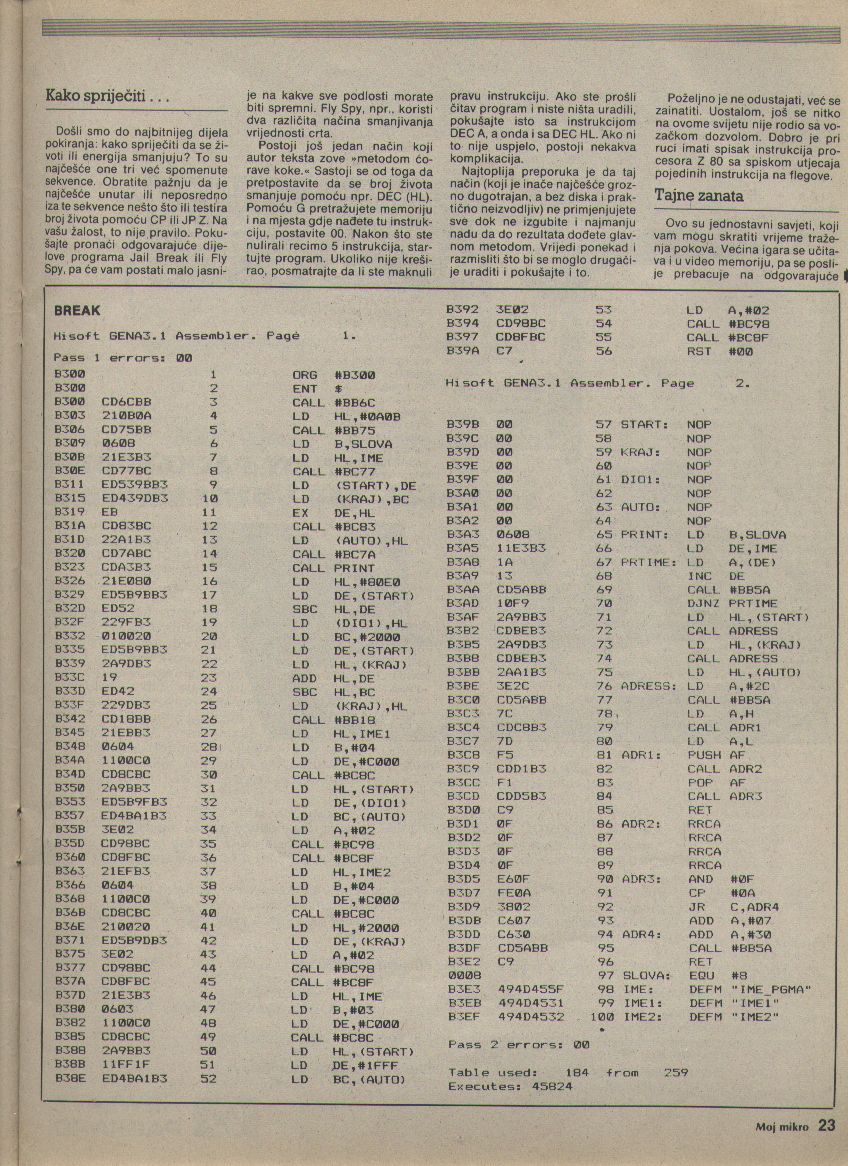 Kako spriječiti . . .
Došli smo do najbitnijeg dijela
pokiranja: kako spriječiti da se ži-
voti ili energija smanjuju? To su
najčešće one tri već spomenute
sekvence. Obratite pažnju da je
najčešće unutar ili neposredno
iza te sekvence nešto što ili testira
broj života pomoću CP ili JP Z. Na
vašu žalost, to nije pravilo. Poku-
šajte pronaći odgovarajuće dije-
love programa Jail Break ili Fly
Spy, pa će vam postati malo jasni-
je na kakve sve podlosti morate
biti spremni. Fly Spy, npr., koristi
dva različita načina smanjivanja
vrijednosti crta.
Postoji još jedan način koji
autor teksta zove »metodom ćo-
rave koke.« Sastoji se od toga da
pretpostavite da se broj života
smanjuje pomoću npr. DEC (HL).
Pomoću G pretražujete memoriju
i na mjesta gdje nađete tu instruk-
ciju, postavite 00. Nakon što ste
nulirali recimo 5 instrukcija, star-
tujte program. Ukoliko nije kreši-
rao, posmatrajte da li ste maknuli
pravu instrukciju. Ako ste prošli
čitav program i niste ništa uradili,
pokušajte isto sa instrukcijom
DEC A, a onda i sa DEC HL. Ako ni
to nije uspjelo, postoji nekakva
komplikacija.
Najtoplija preporuka je da taj
način (koji je inače najčešće groz-
no dugotrajan, a bez diska i prak-
tično neizvodljiv) ne primjenjujete
sve dok ne izgubite i najmanju
nadu da do rezultata dođete glav-
nom metodom. Vrijedi ponekad i
razmisliti što bi se moglo drugači-
je uraditi i pokušajte i to.
Poželjno je ne odustajati, već se
zainatiti. Uostalom, još se nitko
na ovome svijetu nije rodio sa vo-
začkom dozvolom. Dobro je pri
ruci imati spisak instrukcija pro-
cesora Z 80 sa spiskom utjecaja
pojedinih instrukcija na flegove.
Tajne zanata
Ovo su jednostavni savjeti, koji
vam mogu skratiti vrijeme traže-
nja pokova. Većina igara se učita-
va i u video memoriju, pa se posli-
je prebacuje na odgovarajuće
BREAK
Hisoft GENA3.1 Assembler. Page 1.
Pass 1 errors: 00
B300 1 ORG #B300
B300 2 ENT $
B300 CD6CBB 3 CALL #BB6C
B303 210B0A 4 LD HL,#0A0B
B306 CD75BB 5 CALL #BB75
B309 0608 6 LD B,SLOVA
B30B 21E3B3 7 LD HL,IME
B30E CD77BC 8 CALL #BC77
B311 ED539BB3 9 LD (START),DE
B315 ED439DB3 10 LD (KRAJ),BC
B319 EB 11 EX DE,HL
B31A CD83BC 12 CALL #BC83
B31D 22A1B3 13 LD (AUTO),HL
B320 CD7ABC 14 CALL #BC7A
B323 CDA3B3 15 CALL PRINT
B326 21E080 16 LD HL,#80E0
B329 ED5B9BB3 17 LD DE,(START)
B32D ED52 18 SBC HL,DE
B32F 229FB3 19 LD (DIO1),HL
B332 010020 20 LD BC,#2000
B335 ED5B9BB3 21 LD DE,(START)
B339 2A9DB3 22 LD HL,(KRAJ)
B33C 19 23 ADD HL,DE
B33D ED42 24 SBC HL,BC
B33F 229DB3 25 LD (KRAJ),HL
B342 CD18BB 26 CALL #BB18
B345 21EBB3 27 LD HL,IME1
B348 0604 28 LD B,#04
B34A 1100C0 29 LD DE,#C000
B34D CD8CBC 30 CALL #BC8C
B350 2A9BB3 31 LD HL,(START)
B353 ED5B9FB3 32 LD DE,(DIO1)
B357 ED4BA1B3 33 LD BC,(AUTO)
B35B 3E02 34 LD A,#02
B35D CD98BC 35 CALL #BC98
B360 CD8FBC 36 CALL #BC8F
B363 21EFB3 37 LD HL,IME2
B366 0604 38 LD B,#04
B368 1100C0 39 LD DE,#C000
B36B CD8CBC 40 CALL #BC8C
B36E 210020 41 LD HL,#2000
B371 ED5B9DB3 42 LD DE,(KRAJ)
B375 3E02 43 LD A,#02
B377 CD98BC 44 CALL #BC98
B37A CD8FBC 45 CALL #BC8F
B37D 21E3B3 46 LD HL,IME
B380 0603 47 LD B,#03
B382 1100C0 48 LD DE,#C000
B385 CD8CBC 49 CALL #BC8C
B388 2A9BB3 50 LD HL,(START)
B38B 11FF1F 51 LD DE,#1FFF
B38E ED4BA1B3 52 LD BC,(AUTO)
B392 3E02 53 LD A,#02
B394 CD98BC 54 CALL #BC98
B397 CD8FBC 55 CALL #BC8F
B39A C7 56 RST #00
Hisoft GENA3.1 Assembler. Page 2.
B39B 00 57 START: NOP
B39C 00 58 NOP
B39D 00 59 KRAJ: NOP
B39E 00 60 NOP
B39F 00 61 DIO1: NOP
B3A0 00 62 NOP
B3A1 00 63 AUTO: NOP
B3A2 00 64 NOP
B3A3 0608 65 PRINT: LD B,SLOVA
B3A5 11E3B3 66 LD DE,IME
B3A8 1A 67 PRTIME: LD A,(DE)
B3A9 13 68 INC DE
B3AA CD5ABB 69 CALL #BB5A
B3AD 10F9 70 DJNZ PRTIME
B3AF 2A9BB3 71 LD HL,(START)
B3B2 CDBEB3 72 CALL ADRESS
B3B5 2A9DB3 73 LD HL,(KRAJ)
B3B8 CDBEB3 74 CALL ADRESS
B3BB 2AA1B3 75 LD HL,(AUTO)
B3BE 3E2C 76 ADRESS: LD A,#2C
B3C0 CD5ABB 77 CALL #BB5A
B3C3 7C 78 LD A,H
B3C4 CDC8B3 79 CALL ADR1
B3C7 7D 80 LD A,L
B3C8 F5 81 ADR1: PUSH AF
B3C9 CDD1B3 82 CALL ADR2
B3CC F1 83 POP AF
B3CD CDD5B3 84 CALL ADR3
B3D0 C9 85 RET
B3D1 0F 86 ADR2: RRCA
B3D2 0F 87 RRCA
B3D3 0F 88 RRCA
B3D4 0F 89 RRCA
B3D5 E60F 90 ADR3: AND #0F
B3D7 FE0A 91 CP #0A
B3D9 3802 92 JR C,ADR4
B3DB C607 93 ADD A,#07
B3DD C630 94 ADR4: ADD A,#30
B3DF CD5ABB 95 CALL #BB5A
B3E2 C9 96 RET
0008 97 SLOVA: EQU #8
B3E3 494D455F 98 IME: DEFM "IME_PGMA"
B3EB 494D4531 99 IME1: DEFM "IME1"
B3EF 494D4532 100 IME2: DEFM "IME2"
Pass 2 errors: 00
Table used: 184 from 259
Executes: 45824
Moj mikro 23